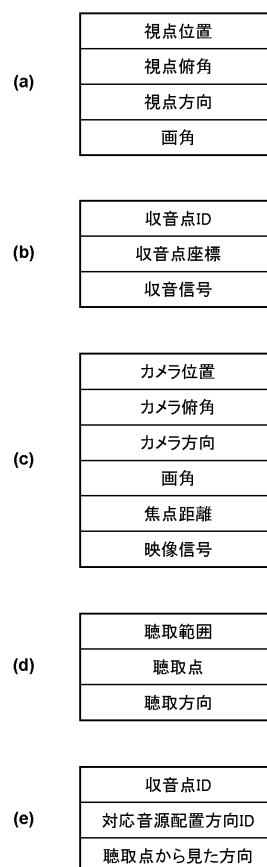 (a)
視点位置
視点俯角
視点方向
画角
(b)
収音点ID
収音点座標
収音信号
(c)
カメラ位置
カメラ俯角
カメラ方向
画角
焦点距離
映像信号
(d)
聴取範囲
聴取点
聴取方向
(e)
収音点ID
対応音源配置方向ID
聴取点から見た方向